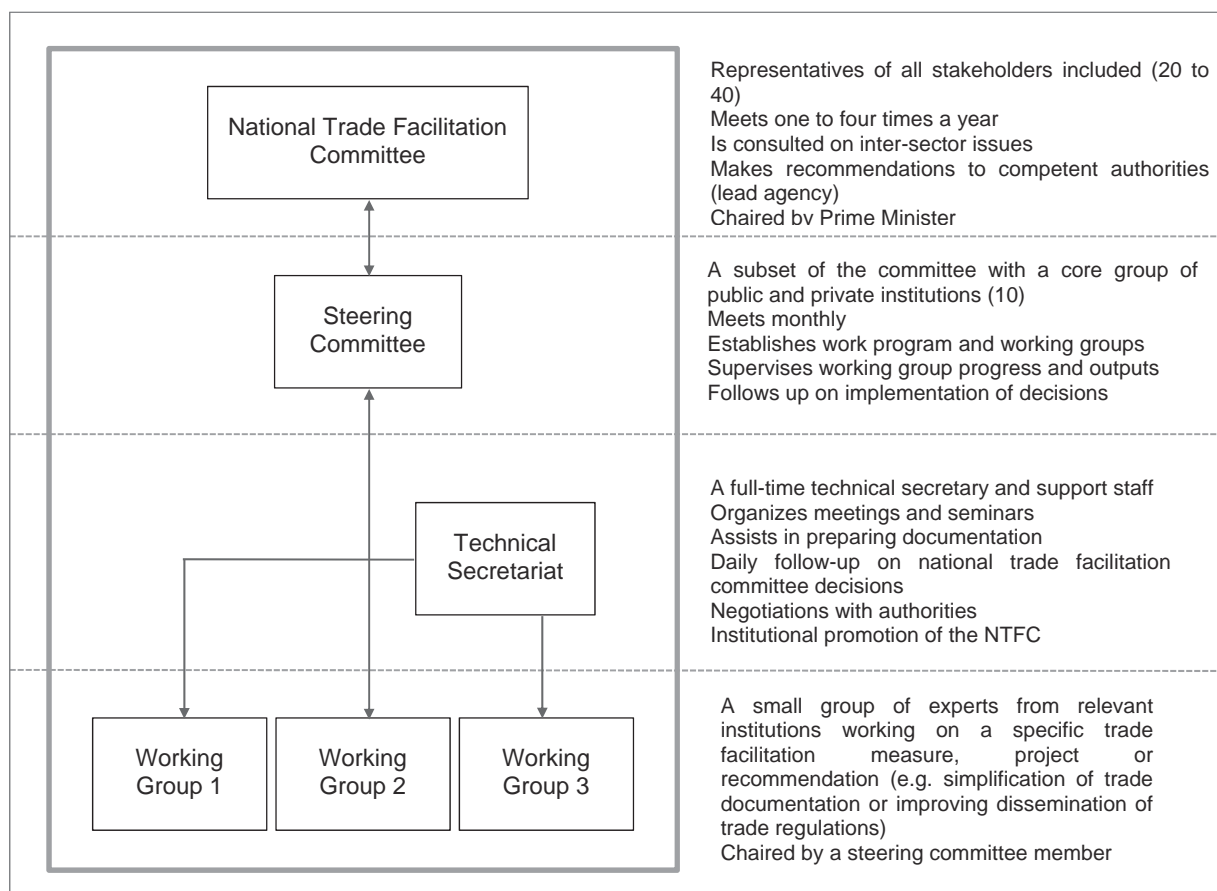 National Trade Facilitation
Committee
Representatives of all stakeholders included (20 to
40)
Meets one to four times a year
Is consulted on inter-sector issues
Makes recommendations to competent authorities
(lead agency)
Chaired by Prime Minister
Steering
Committee
A subset of the committee with a core group of
public and private institutions (10)
Meets monthly
Establishes work program and working groups
Supervises working group progress and outputs
Follows up on implementation of decisions
Technical
Secretariat
A full-time technical secretary and support staff
Organizes meetings and seminars
Assists in preparing documentation
Daily follow-up on national trade facilitation
committee decisions
Negotiations with authorities
Institutional promotion of the NTFC
Working
Group 1
Working
Group 2
Working
Group 3
A small group of experts from relevant
institutions working on a specific trade
facilitation measure, project or
recommendation (e.g. simplification of trade
documentation or improving dissemination of
trade regulations)
Chaired by a steering committee member